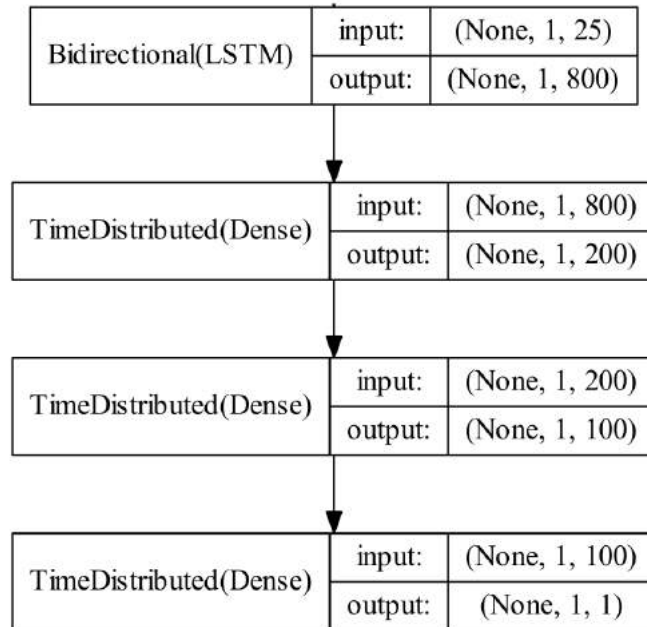 Bidirectional(LSTM)
input:
(None, 1, 25)
output:
(None, 1, 800)
TimeDistributed(Dense)
input:
(None, 1, 800)
output:
(None, 1, 200)
TimeDistributed(Dense)
input:
(None, 1, 200)
output:
(None, 1, 100)
TimeDistributed(Dense)
input:
(None, 1, 100)
output:
(None, 1, 1)